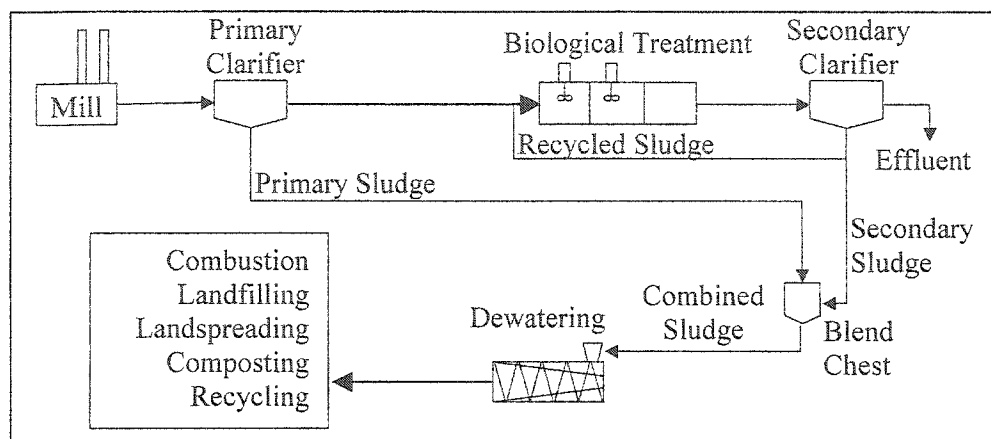 Primary
Clarifier
Biological Treatment
Secondary
Clarifier
Mill
Recycled Sludge
Effluent
Primary Sludge
Secondary
Sludge
Combustion
Landfilling
Landspreading
Composting
Recycling
Dewatering
Combined
Sludge
Blend
Chest